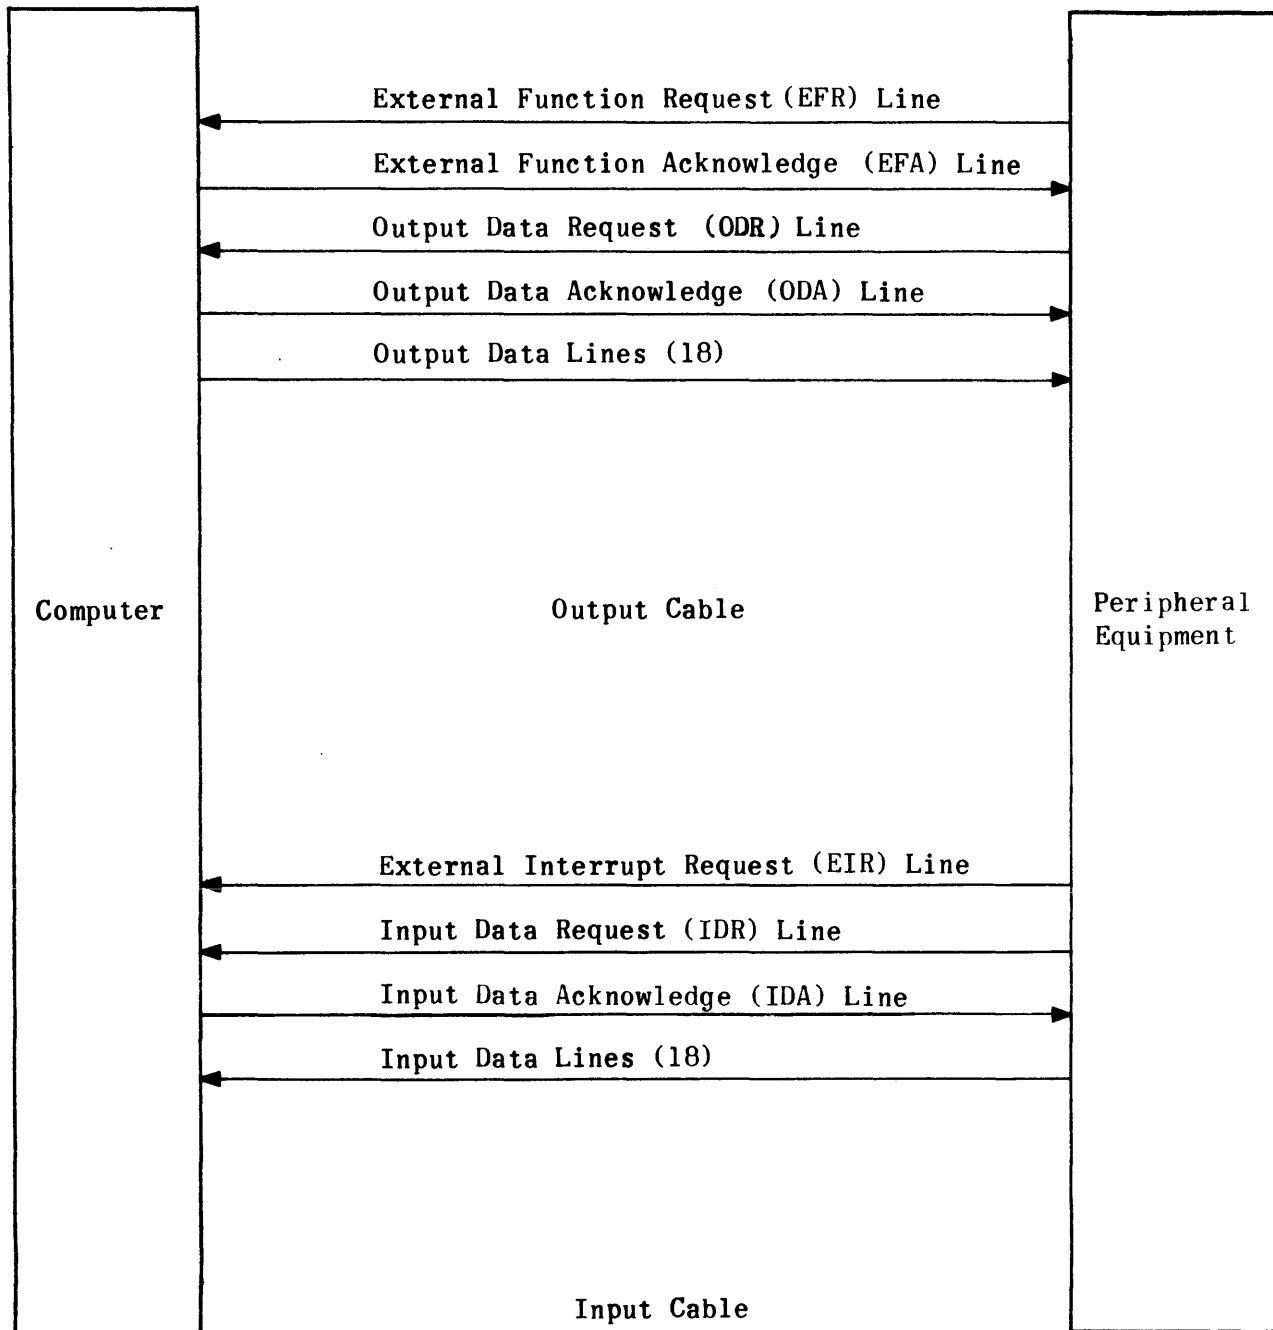 External Function Request (EFR) Line
External Function Acknowledge (EFA) Line
Output Data Request (ODR) Line
Output Data Acknowledge (ODA) Line
Output Data Lines (18)
Computer
Output Cable
Peripheral
Equipment
External Interrupt Request (EIR) Line
Input Data Request (IDR) Line
Input Data Acknowledge (IDA) Line
Input Data Lines (18)
Input Cable